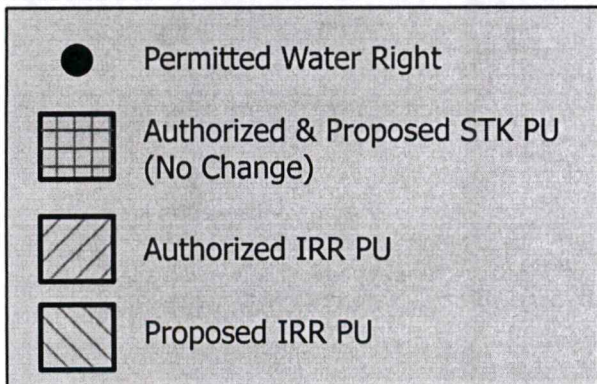 Permitted Water Right
Authorized & Proposed STK PU
(No Change)
Authorized IRR PU
Proposed IRR PU